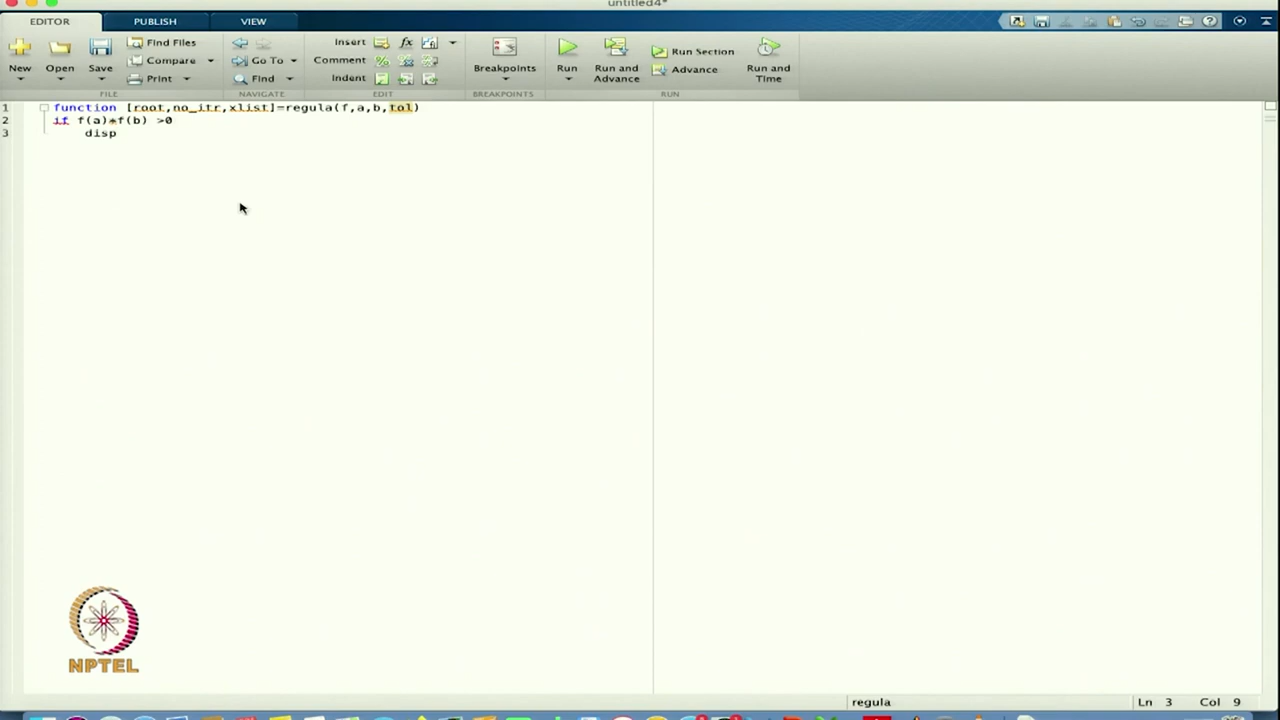 untitled4*
EDITOR PUBLISH VIEW
New Open Save Find Files Compare Print
FILE
Go To Find
NAVIGATE
Insert fx
Comment
Indent
EDIT
Breakpoints
BREAKPOINTS
Run Run and Advance Run Section Advance Run and Time
RUN
1 function [root,no_itr,xlist]=regula(f,a,b,tol)
2 if f(a)*f(b) >0
3 disp
NPTEL
regula Ln 3 Col 9